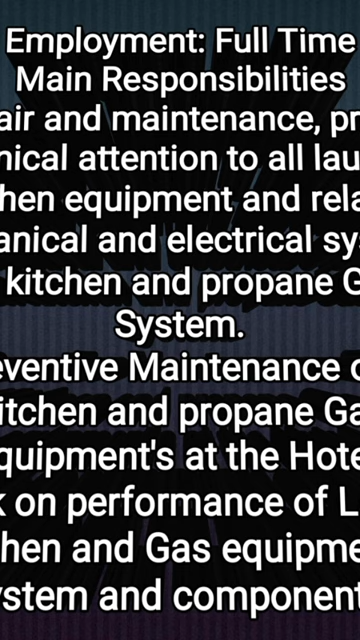 Employment: Full Time
Main Responsibilities
air and maintenance, pr
nical attention to all lau
hen equipment and rela
anical and electrical sy
kitchen and propane G
System.
eventive Maintenance o
itchen and propane Ga
quipment's at the Hote
k on performance of L
hen and Gas equipme
ystem and component